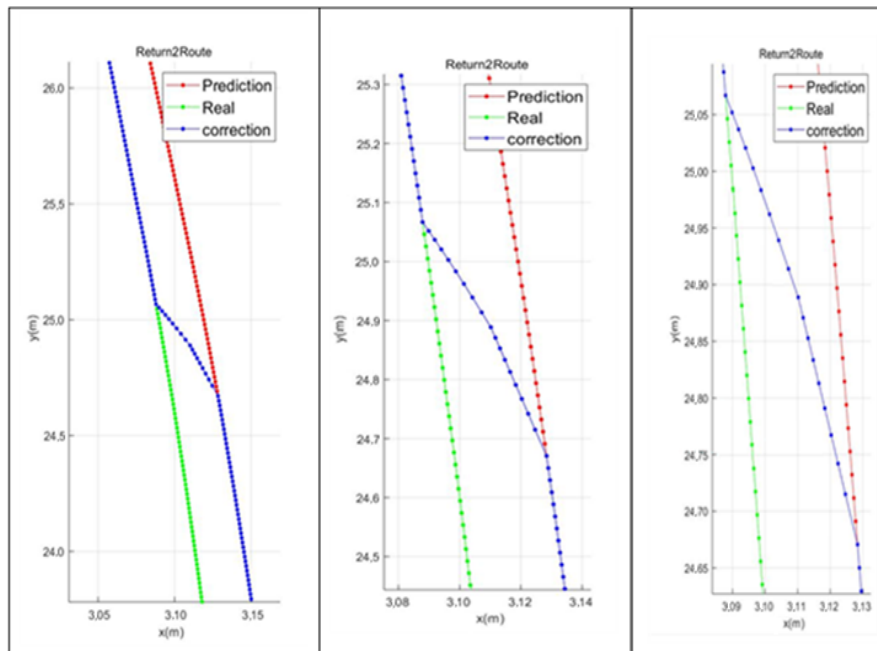 Return2Route
Prediction
Real
correction
26.0
25.5
25.0
24.5
24.0
y(m)
3,05
3,10
3,15
x(m)
Return2Route
Prediction
Real
correction
25.3
25.2
25.1
25.0
24.9
24.8
24.7
24.6
24.5
y(m)
3,08
3,10
3,12
3,14
x(m)
Return2Route
Prediction
Real
correction
25,05
25,00
24,95
24,90
24,85
24,80
24,75
24,70
24,65
y(m)
3,09
3,10
3,11
3,12
3,13
x(m)